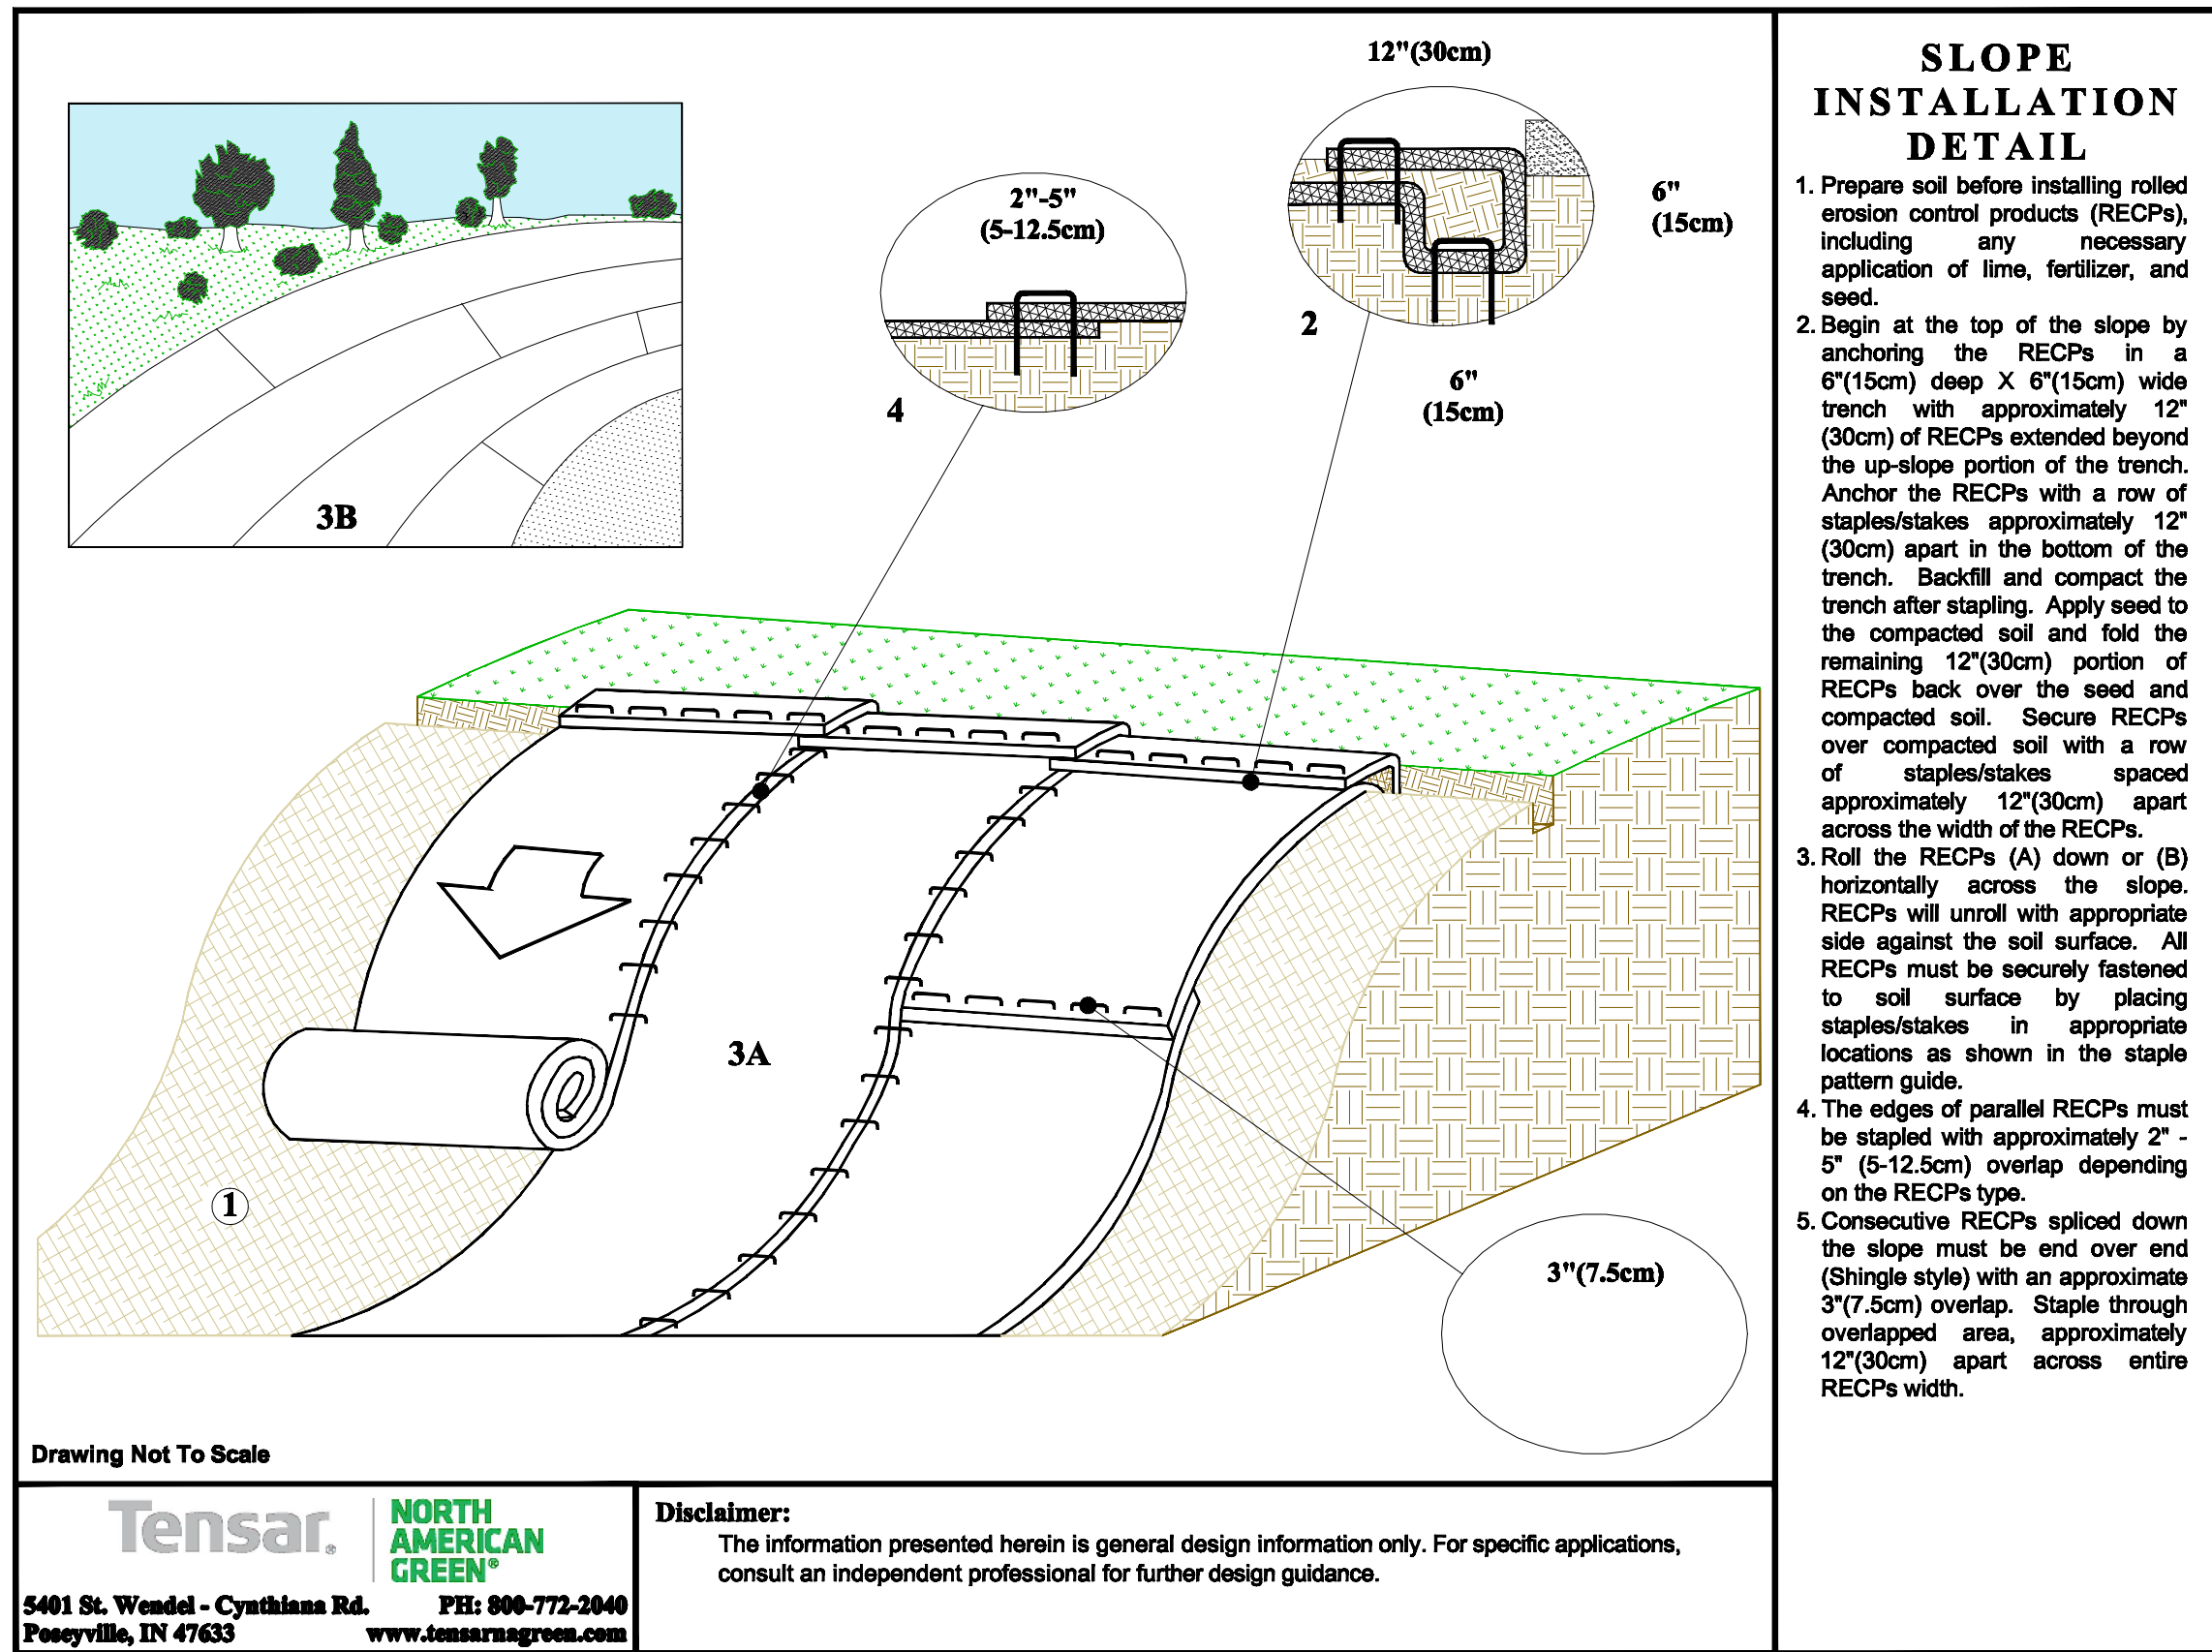 12"(30cm)
2"-5"
(5-12.5cm)
6"
(15cm)
2
6"
(15cm)
4
3B
3A
1
3"(7.5cm)
Drawing Not To Scale
SLOPE
INSTALLATION
DETAIL
1. Prepare soil before installing rolled
erosion control products (RECPs),
including any necessary
application of lime, fertilizer, and
seed.
2. Begin at the top of the slope by
anchoring the RECPs in a
6"(15cm) deep X 6"(15cm) wide
trench with approximately 12"
(30cm) of RECPs extended beyond
the up-slope portion of the trench.
Anchor the RECPs with a row of
staples/stakes approximately 12"
(30cm) apart in the bottom of the
trench. Backfill and compact the
trench after stapling. Apply seed to
the compacted soil and fold the
remaining 12"(30cm) portion of
RECPs back over the seed and
compacted soil. Secure RECPs
over compacted soil with a row
of staples/stakes spaced
approximately 12"(30cm) apart
across the width of the RECPs.
3. Roll the RECPs (A) down or (B)
horizontally across the slope.
RECPs will unroll with appropriate
side against the soil surface. All
RECPs must be securely fastened
to soil surface by placing
staples/stakes in appropriate
locations as shown in the staple
pattern guide.
4. The edges of parallel RECPs must
be stapled with approximately 2" -
5" (5-12.5cm) overlap depending
on the RECPs type.
5. Consecutive RECPs spliced down
the slope must be end over end
(Shingle style) with an approximate
3"(7.5cm) overlap. Staple through
overlapped area, approximately
12"(30cm) apart across entire
RECPs width.
Tensar®
NORTH
AMERICAN
GREEN®
5401 St. Wendel - Cynthiana Rd. PH: 800-772-2040
Poseyville, IN 47633 www.tensarnagreen.com
Disclaimer:
The information presented herein is general design information only. For specific applications,
consult an independent professional for further design guidance.